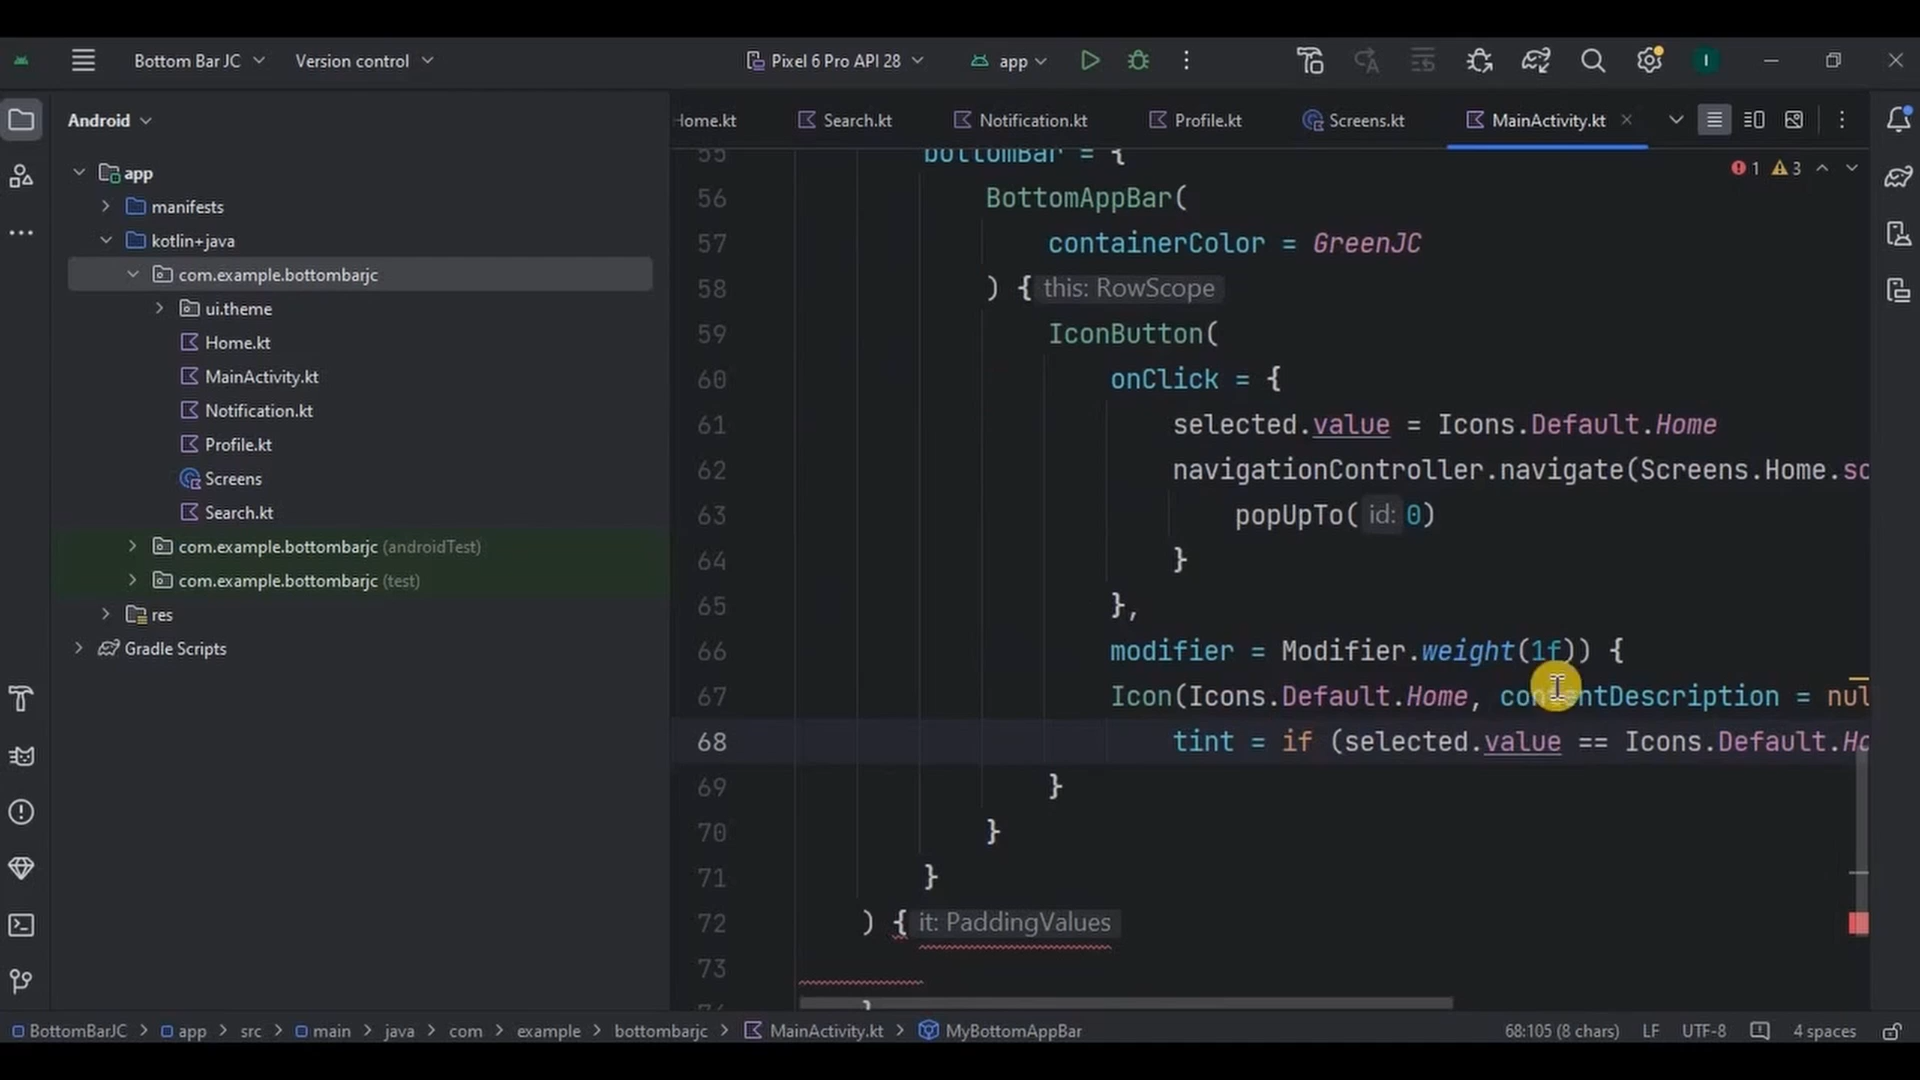 Bottom Bar JC
Version control
Pixel 6 Pro API 28
app
I
Android
Home.kt
Search.kt
Notification.kt
Profile.kt
Screens.kt
MainActivity.kt
app
manifests
kotlin+java
com.example.bottombarjc
ui.theme
Home.kt
MainActivity.kt
Notification.kt
Profile.kt
Screens
Search.kt
com.example.bottombarjc (androidTest)
com.example.bottombarjc (test)
res
Gradle Scripts
1 3
55 bottomBar = {
56 BottomAppBar(
57 containerColor = GreenJC
58 ) { this: RowScope
59 IconButton(
60 onClick = {
61 selected.value = Icons.Default.Home
62 navigationController.navigate(Screens.Home.sc
63 popUpTo( id: 0)
64 }
65 },
66 modifier = Modifier.weight(1f)) {
67 Icon(Icons.Default.Home, contentDescription = nul
68 tint = if (selected.value == Icons.Default.Ho
69 }
70 }
71 }
72 ) { it: PaddingValues
73
BottomBarJC > app > src > main > java > com > example > bottombarjc > MainActivity.kt > MyBottomAppBar
68:105 (8 chars) LF UTF-8 4 spaces